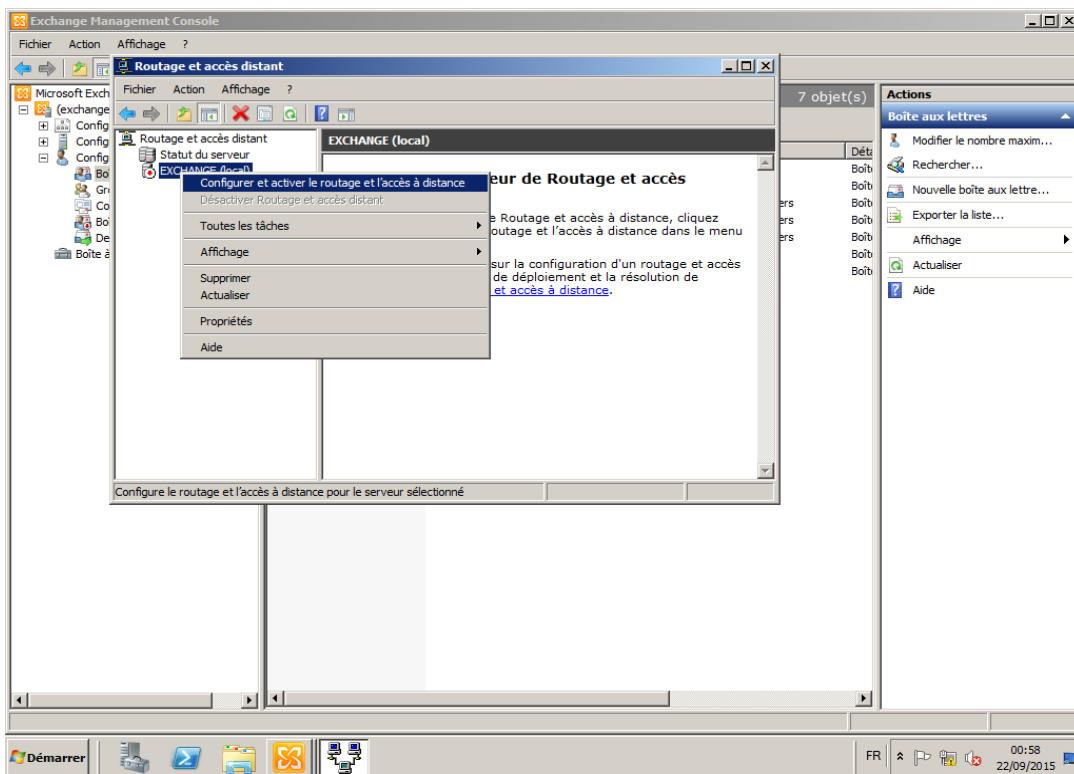 Exchange Management Console
Fichier Action Affichage ?
Routage et accès distant
Fichier Action Affichage ?
Microsoft Exch
(exchange
Config
Config
Config
Bo
Gr
Co
Bo
De
Boîte à
Routage et accès distant
Statut du serveur
EXCHANGE (local)
EXCHANGE (local)
eur de Routage et accès
e Routage et accès à distance, cliquez
outage et l'accès à distance dans le menu
sur la configuration d'un routage et accès
de déploiement et la résolution de
et accès à distance.
Configurer et activer le routage et l'accès à distance
Désactiver Routage et accès distant
Toutes les tâches
Affichage
Supprimer
Actualiser
Propriétés
Aide
Configure le routage et l'accès à distance pour le serveur sélectionné
7 objet(s)
Déta
Boît
Boît
ers Boît
ers Boît
ers Boît
Boît
Boît
Actions
Boîte aux lettres
Modifier le nombre maxim...
Rechercher...
Nouvelle boîte aux lettre...
Exporter la liste...
Affichage
Actualiser
Aide
Démarrer
FR
00:58
22/09/2015